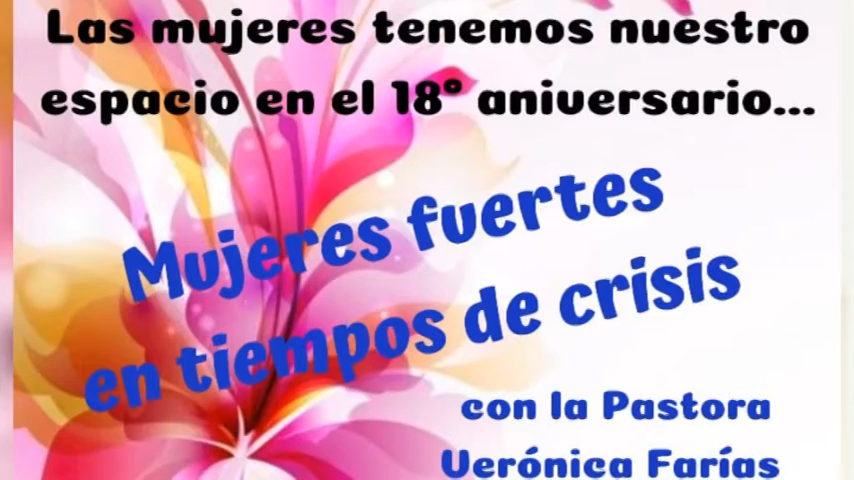 Las mujeres tenemos nuestro
espacio en el 18° aniversario...
Mujeres fuertes
en tiempos de crisis
con la Pastora
Verónica Farías